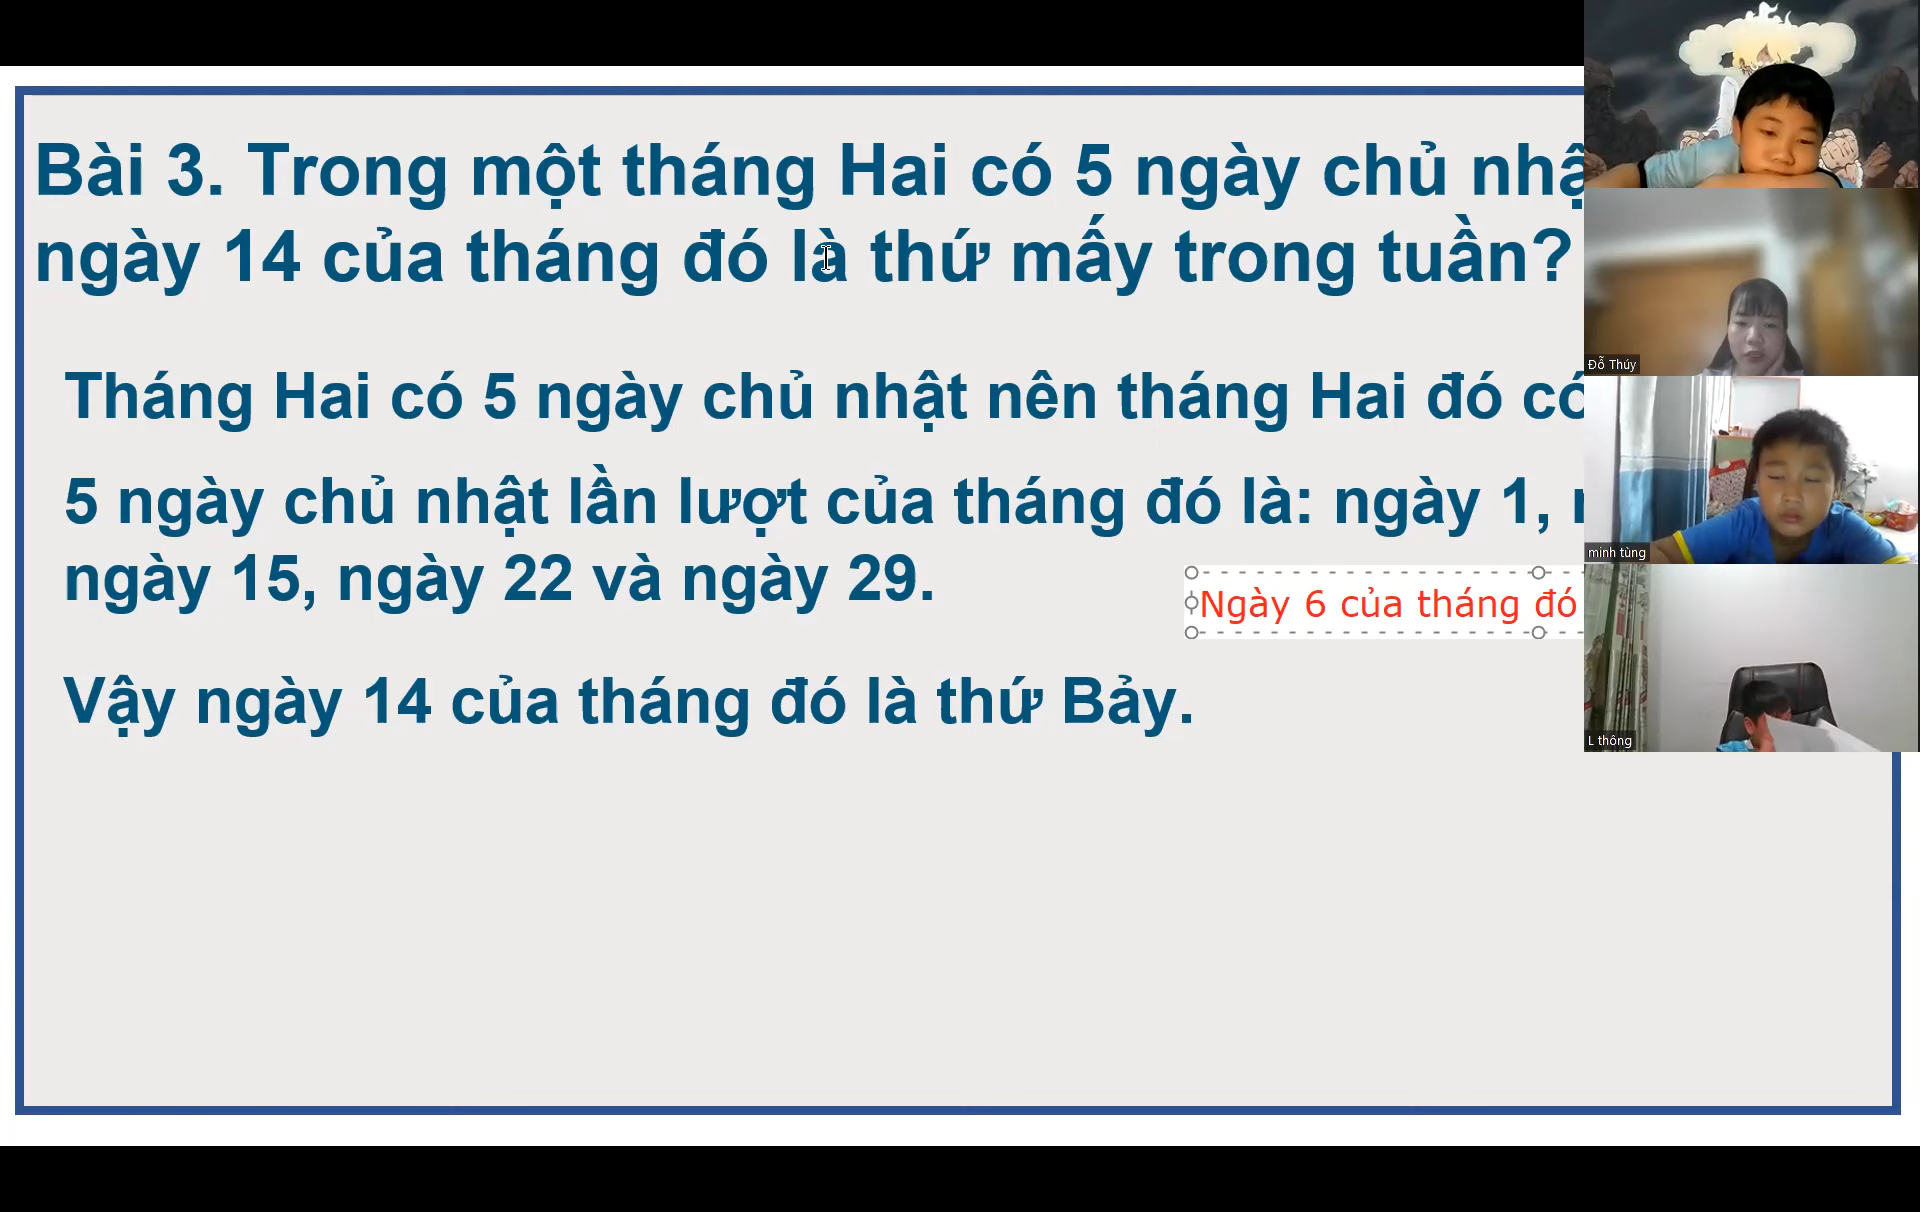 Bài 3. Trong một tháng Hai có 5 ngày chủ
ngày 14 của tháng đó là thứ mấy trong tuần?
Tháng Hai có 5 ngày chủ nhật nên tháng Hai đó có
5 ngày chủ nhật lần lượt của tháng đó là: ngày 1,
ngày 15, ngày 22 và ngày 29.
Ngày 6 của tháng đó
Vậy ngày 14 của tháng đó là thứ Bảy.
Đỗ Thúy
minh tùng
L thông